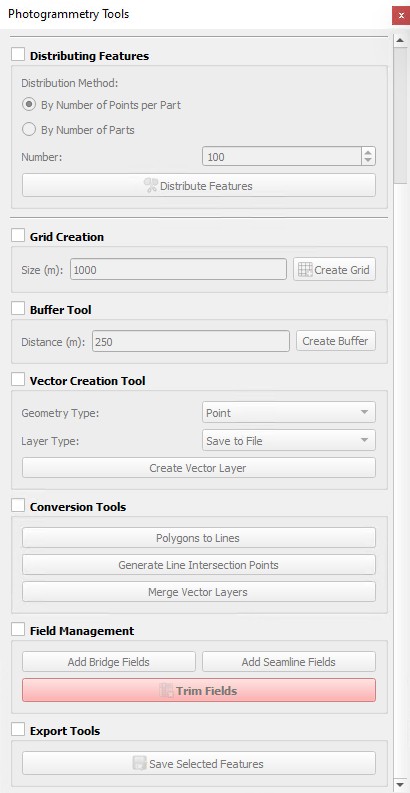 Photogrammetry Tools
x
Distributing Features
Distribution Method:
By Number of Points per Part
By Number of Parts
Number: 100
Distribute Features
Grid Creation
Size (m): 1000 Create Grid
Buffer Tool
Distance (m): 250 Create Buffer
Vector Creation Tool
Geometry Type: Point
Layer Type: Save to File
Create Vector Layer
Conversion Tools
Polygons to Lines
Generate Line Intersection Points
Merge Vector Layers
Field Management
Add Bridge Fields Add Seamline Fields
Trim Fields
Export Tools
Save Selected Features